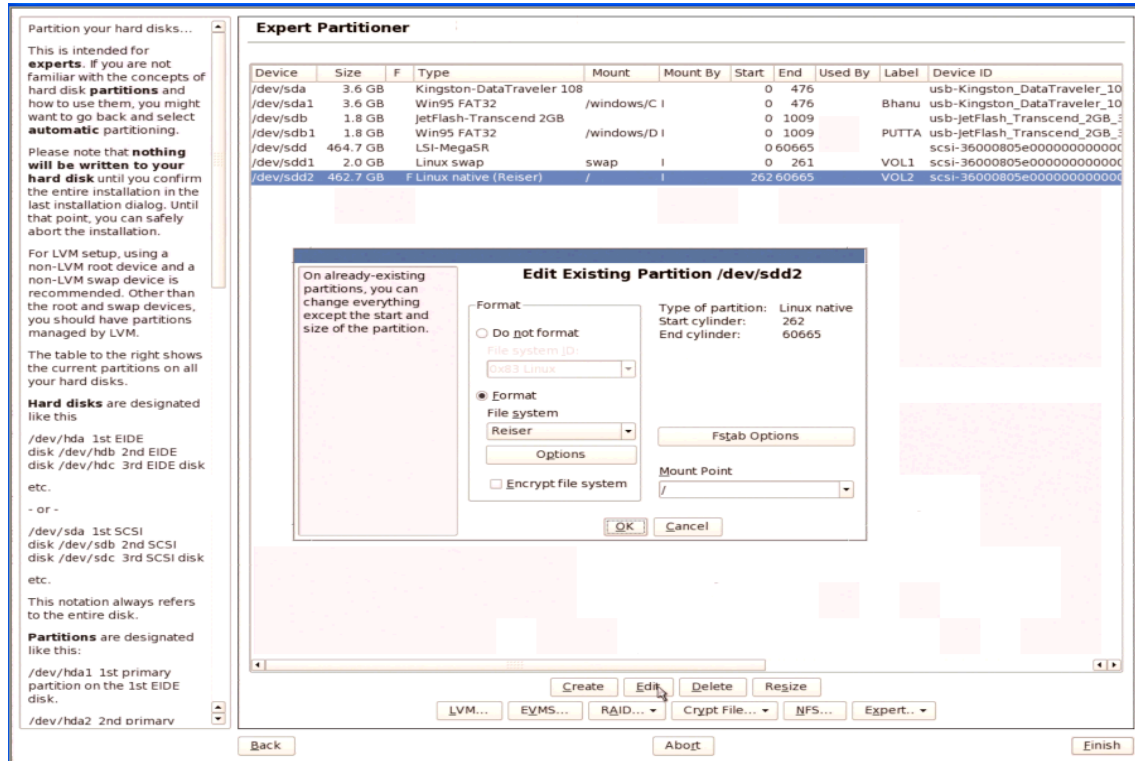 Partition your hard disks...
This is intended for
experts. If you are not
familiar with the concepts of
hard disk partitions and
how to use them, you might
want to go back and select
automatic partitioning.
Please note that nothing
will be written to your
hard disk until you confirm
the entire installation in the
last installation dialog. Until
that point, you can safely
abort the installation.
For LVM setup, using a
non-LVM root device and a
non-LVM swap device is
recommended. Other than
the root and swap devices,
you should have partitions
managed by LVM.
The table to the right shows
the current partitions on all
your hard disks.
Hard disks are designated
like this
/dev/hda 1st EIDE
disk /dev/hdb 2nd EIDE
disk /dev/hdc 3rd EIDE disk
etc.
- or -
/dev/sda 1st SCSI
disk /dev/sdb 2nd SCSI
disk /dev/sdc 3rd SCSI disk
etc.
This notation always refers
to the entire disk.
Partitions are designated
like this:
/dev/hda1 1st primary
partition on the 1st EIDE
disk.
/dev/hda2 2nd primary
Expert Partitioner
Device Size F Type Mount Mount By Start End Used By Label Device ID
/dev/sda 3.6 GB Kingston-DataTraveler 108 0 476 usb-Kingston_DataTraveler_10
/dev/sda1 3.6 GB Win95 FAT32 /windows/C I 0 476 Bhanu usb-Kingston_DataTraveler_10
/dev/sdb 1.8 GB JetFlash-Transcend 2GB 0 1009 usb-JetFlash_Transcend_2GB_3
/dev/sdb1 1.8 GB Win95 FAT32 /windows/D I 0 1009 PUTTA usb-JetFlash_Transcend_2GB_3
/dev/sdd 464.7 GB LSI-MegaSR 0 60665 scsi-36000805e000000000000
/dev/sdd1 2.0 GB Linux swap swap I 0 261 VOL1 scsi-36000805e000000000000
/dev/sdd2 462.7 GB F Linux native (Reiser) / I 262 60665 VOL2 scsi-36000805e000000000000
On already-existing
partitions, you can
change everything
except the start and
size of the partition.
Edit Existing Partition /dev/sdd2
Format
Do not format
File system ID:
0x83 Linux
Format
File system
Reiser
Options
Encrypt file system
Type of partition: Linux native
Start cylinder: 262
End cylinder: 60665
Fstab Options
Mount Point
/
OK Cancel
Create Edit Delete Resize
LVM... EVMS... RAID... Crypt File... NFS... Expert..
Back Abort Finish